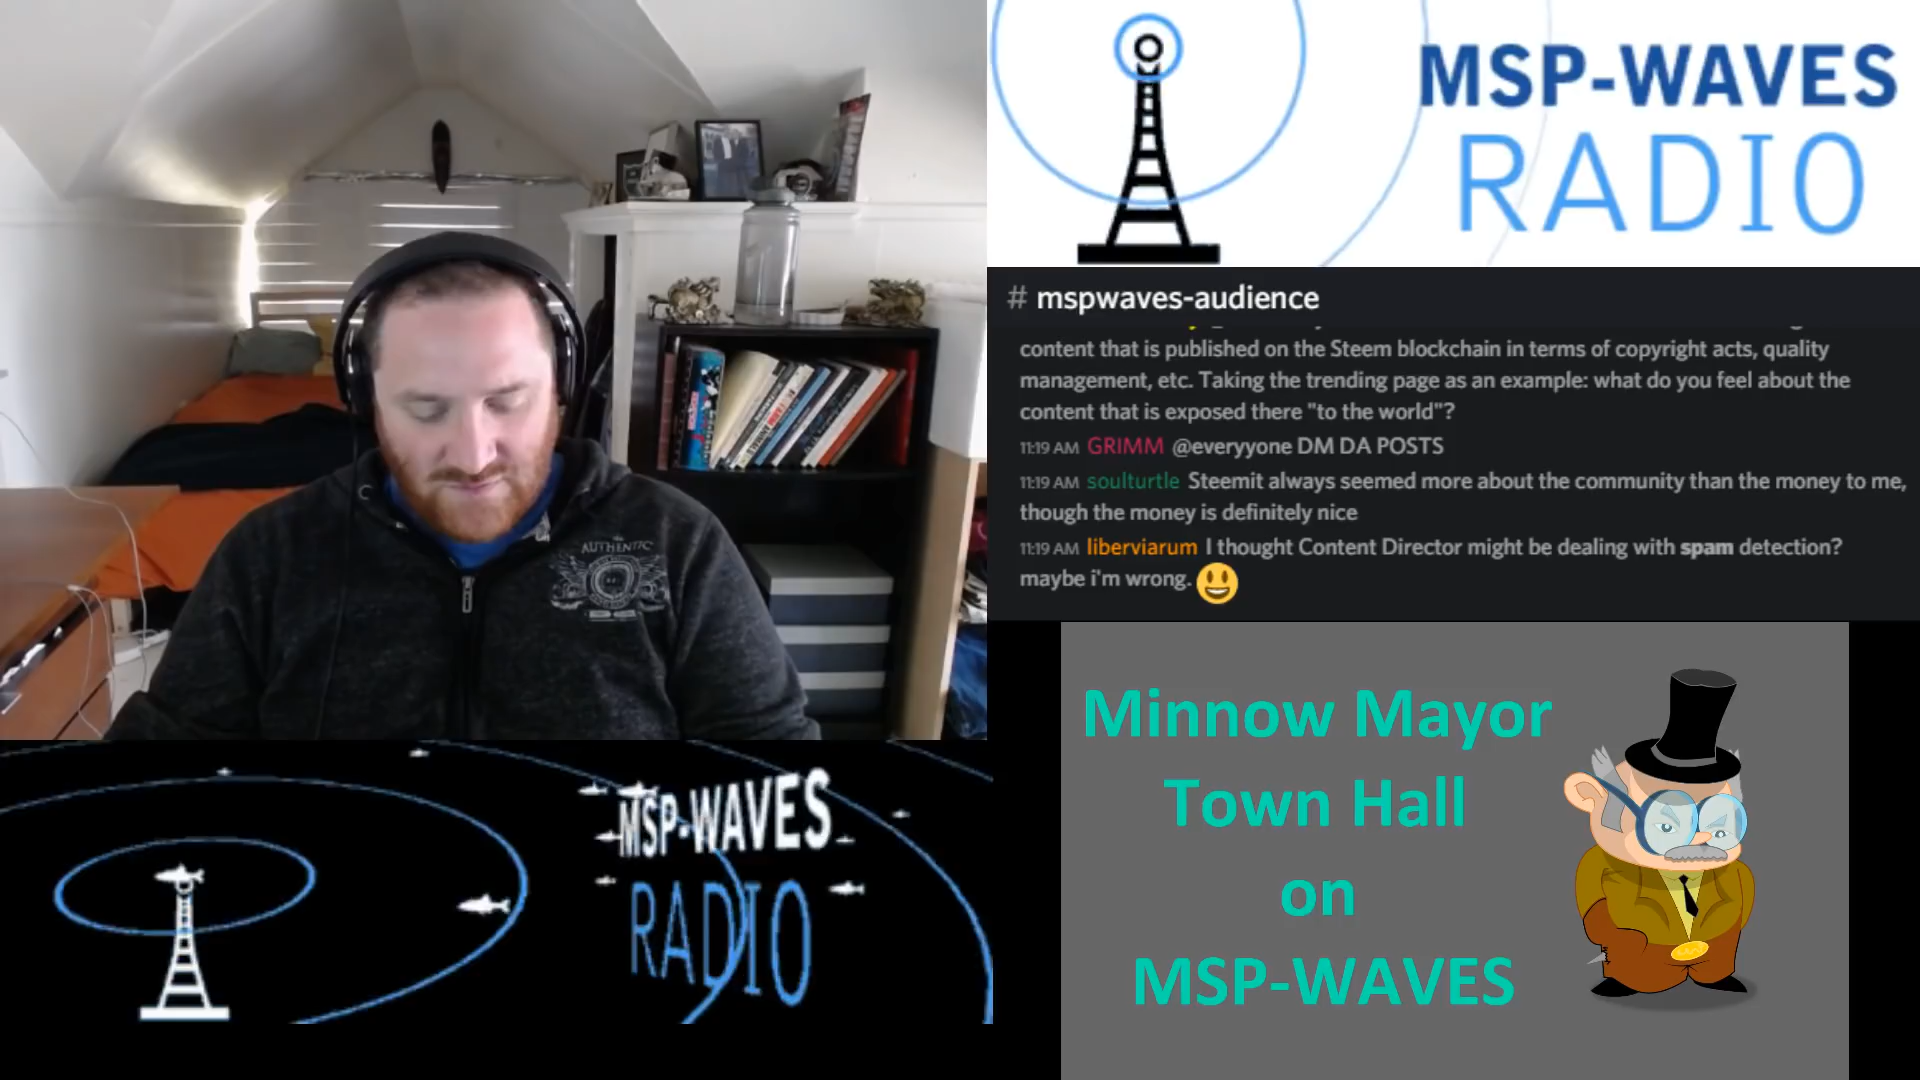 MSP-WAVES
RADIO
# mspwaves-audience
content that is published on the Steem blockchain in terms of copyright acts, quality
management, etc. Taking the trending page as an example: what do you feel about the
content that is exposed there "to the world"?
11:19 AM GRIMM @everyyone DM DA POSTS
11:19 AM soulturtle Steemit always seemed more about the community than the money to me,
though the money is definitely nice
11:19 AM liberviarum I thought Content Director might be dealing with spam detection?
maybe i'm wrong. 😃
AUTHENTIC
MSP-WAVES
RADIO
Minnow Mayor
Town Hall
on
MSP-WAVES